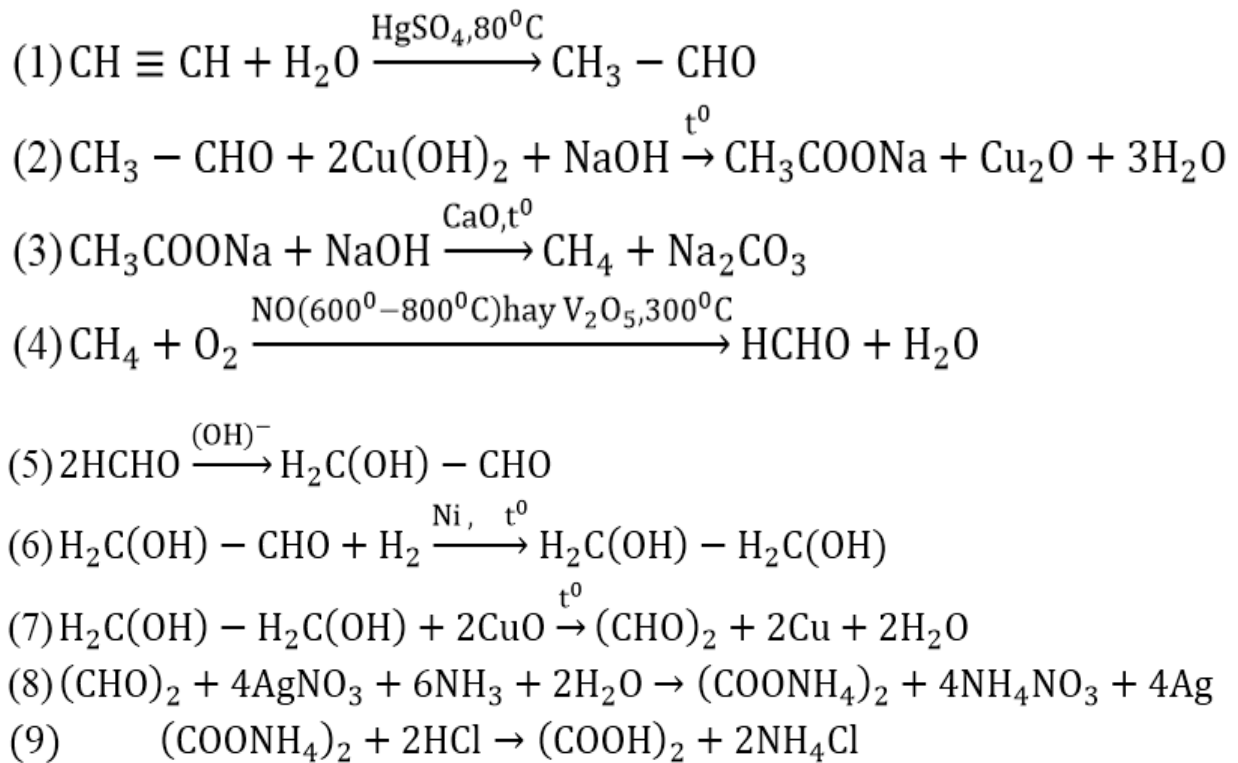 (1) CH ≡ CH + H₂O —HgSO₄,80⁰C→ CH₃ − CHO
(2) CH₃ − CHO + 2Cu(OH)₂ + NaOH —t⁰→ CH₃COONa + Cu₂O + 3H₂O
(3) CH₃COONa + NaOH —CaO,t⁰→ CH₄ + Na₂CO₃
(4) CH₄ + O₂ —NO(600⁰−800⁰C)hay V₂O₅,300⁰C→ HCHO + H₂O
(5) 2HCHO —(OH)⁻→ H₂C(OH) − CHO
(6) H₂C(OH) − CHO + H₂ —Ni, t⁰→ H₂C(OH) − H₂C(OH)
(7) H₂C(OH) − H₂C(OH) + 2CuO —t⁰→ (CHO)₂ + 2Cu + 2H₂O
(8) (CHO)₂ + 4AgNO₃ + 6NH₃ + 2H₂O → (COONH₄)₂ + 4NH₄NO₃ + 4Ag
(9) (COONH₄)₂ + 2HCl → (COOH)₂ + 2NH₄Cl